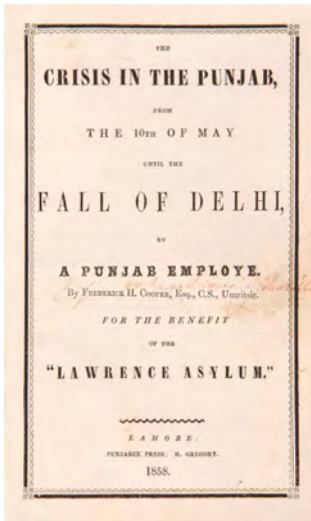 THE
CRISIS IN THE PUNJAB,
FROM
THE 10TH OF MAY
UNTIL THE
FALL OF DELHI,
BY
A PUNJAB EMPLOYE.
By FREDERICK H. COOPER, ESQ., C.S., Umritsir.
FOR THE BENEFIT
OF THE
"LAWRENCE ASYLUM."
LAHORE:
PUNJABEE PRESS: H. GREGORY.
1858.